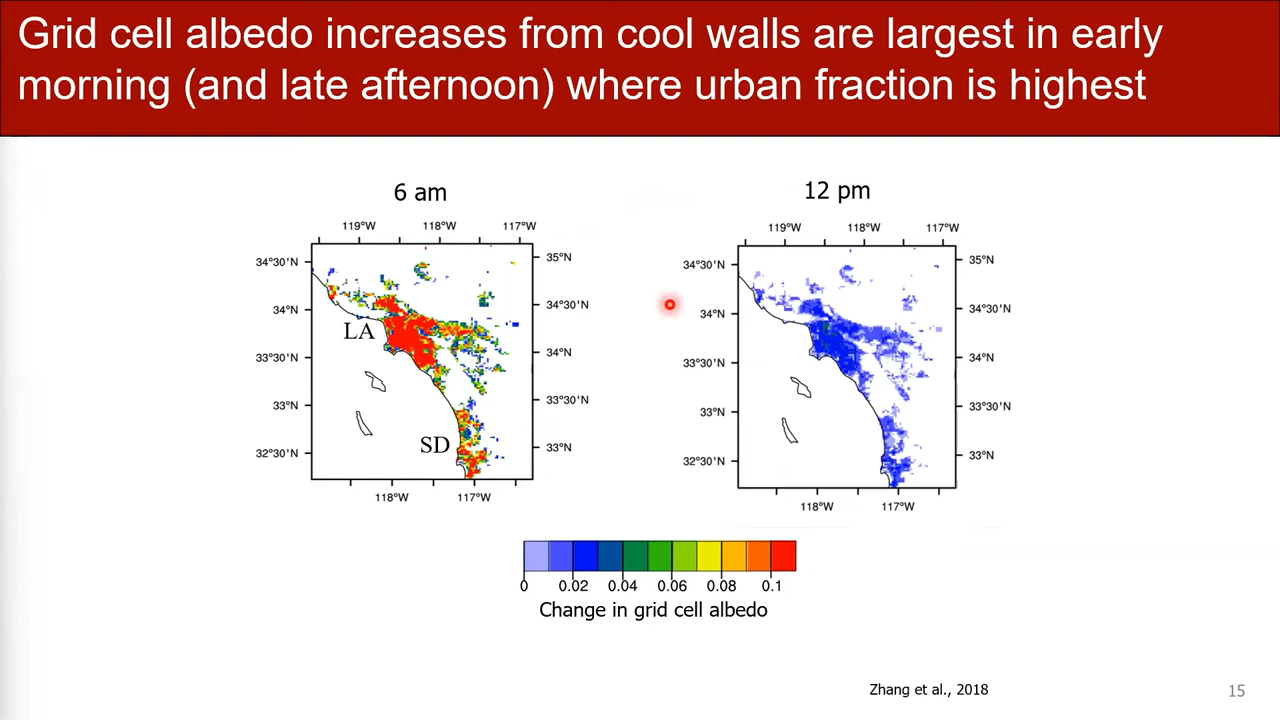 Grid cell albedo increases from cool walls are largest in early
morning (and late afternoon) where urban fraction is highest
6 am
12 pm
119°W 118°W 117°W
34°30'N
34°N
33°30'N
33°N
32°30'N
35°N
34°30'N
34°N
33°30'N
33°N
LA
SD
118°W 117°W
119°W 118°W 117°W
34°30'N
34°N
33°30'N
33°N
32°30'N
35°N
34°30'N
34°N
33°30'N
33°N
118°W 117°W
0 0.02 0.04 0.06 0.08 0.1
Change in grid cell albedo
Zhang et al., 2018
15